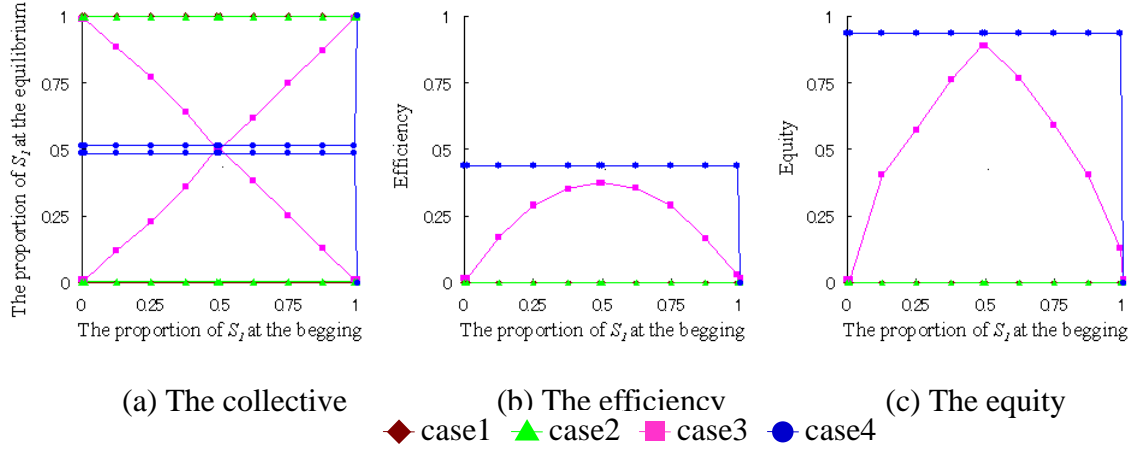 The proportion of S1 at the equilibrium
1
0.75
0.5
0.25
0
0 0.25 0.5 0.75 1
The proportion of S1 at the begging
(a) The collective
Efficiency
1
0.75
0.5
0.25
0
0 0.25 0.5 0.75 1
The proportion of S1 at the begging
(b) The efficiency
Equity
1
0.75
0.5
0.25
0
0 0.25 0.5 0.75 1
The proportion of S1 at the begging
(c) The equity
case1 case2 case3 case4